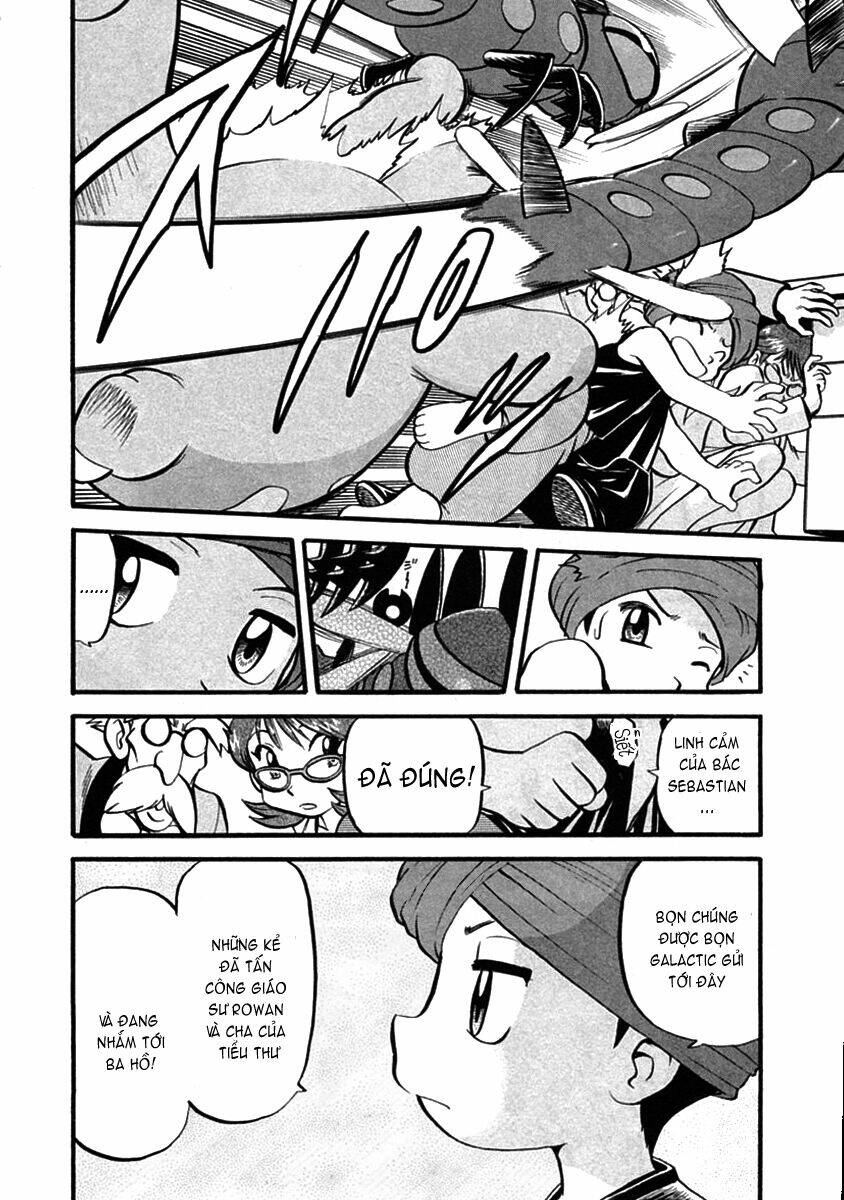 .......
Siết
LINH CẢM
CỦA BÁC
SEBASTIAN
...
ĐÃ ĐÚNG!
BỌN CHÚNG
ĐƯỢC BỌN
GALACTIC GỬI
TỚI ĐÂY
NHỮNG KẺ
ĐÃ TẤN
CÔNG GIÁO
SƯ ROWAN
VÀ CHA CỦA
TIỂU THƯ
VÀ ĐANG
NHẮM TỚI
BA HỒ!